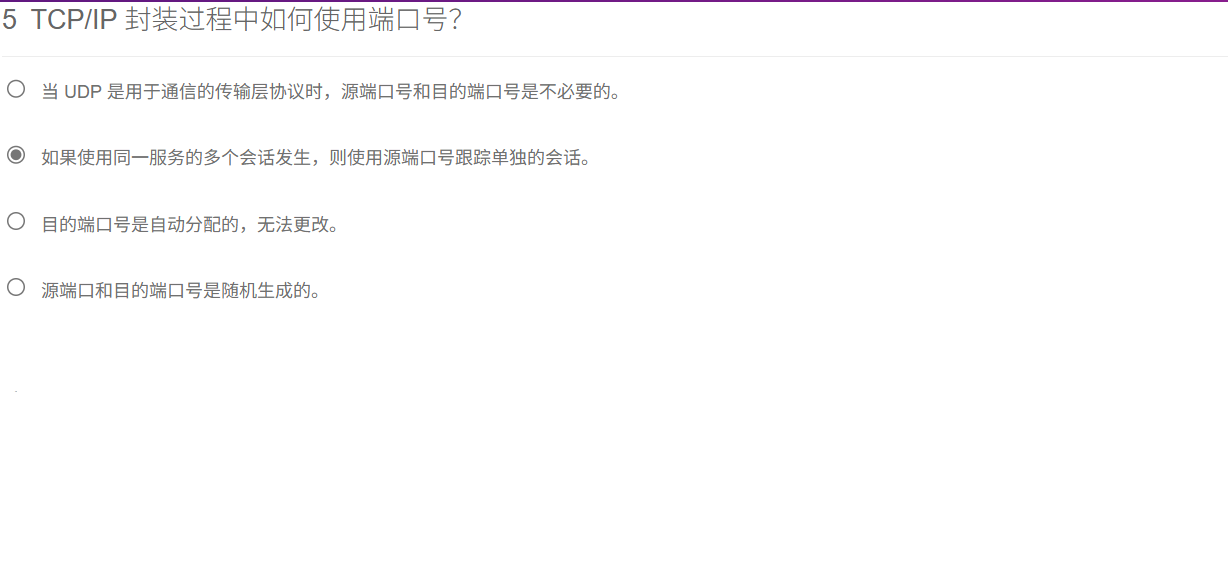 5 TCP/IP 封装过程中如何使用端口号？
当 UDP 是用于通信的传输层协议时，源端口号和目的端口号是不必要的。
如果使用同一服务的多个会话发生，则使用源端口号跟踪单独的会话。
目的端口号是自动分配的，无法更改。
源端口和目的端口号是随机生成的。